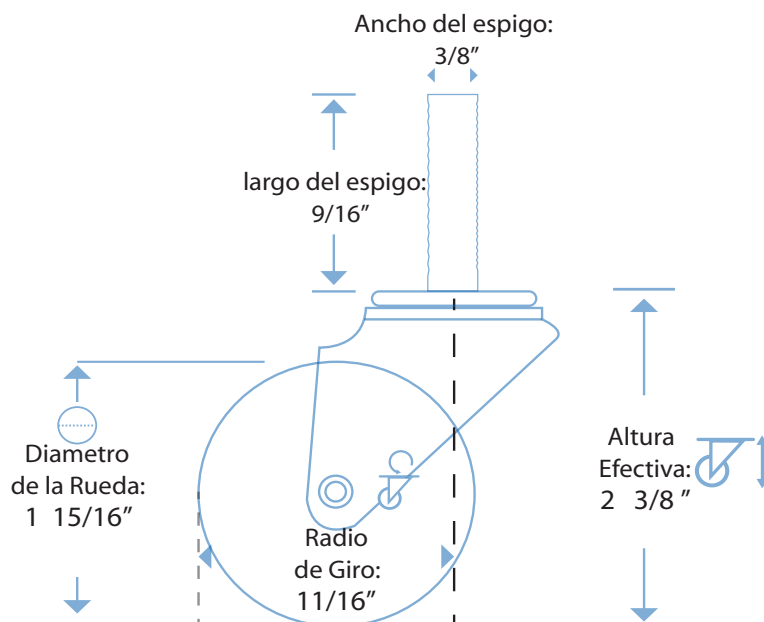 Ancho del espigo:
3/8”
largo del espigo:
9/16”
Diametro
de la Rueda:
1 15/16”
Radio
de Giro:
11/16”
Altura
Efectiva:
2 3/8 ”